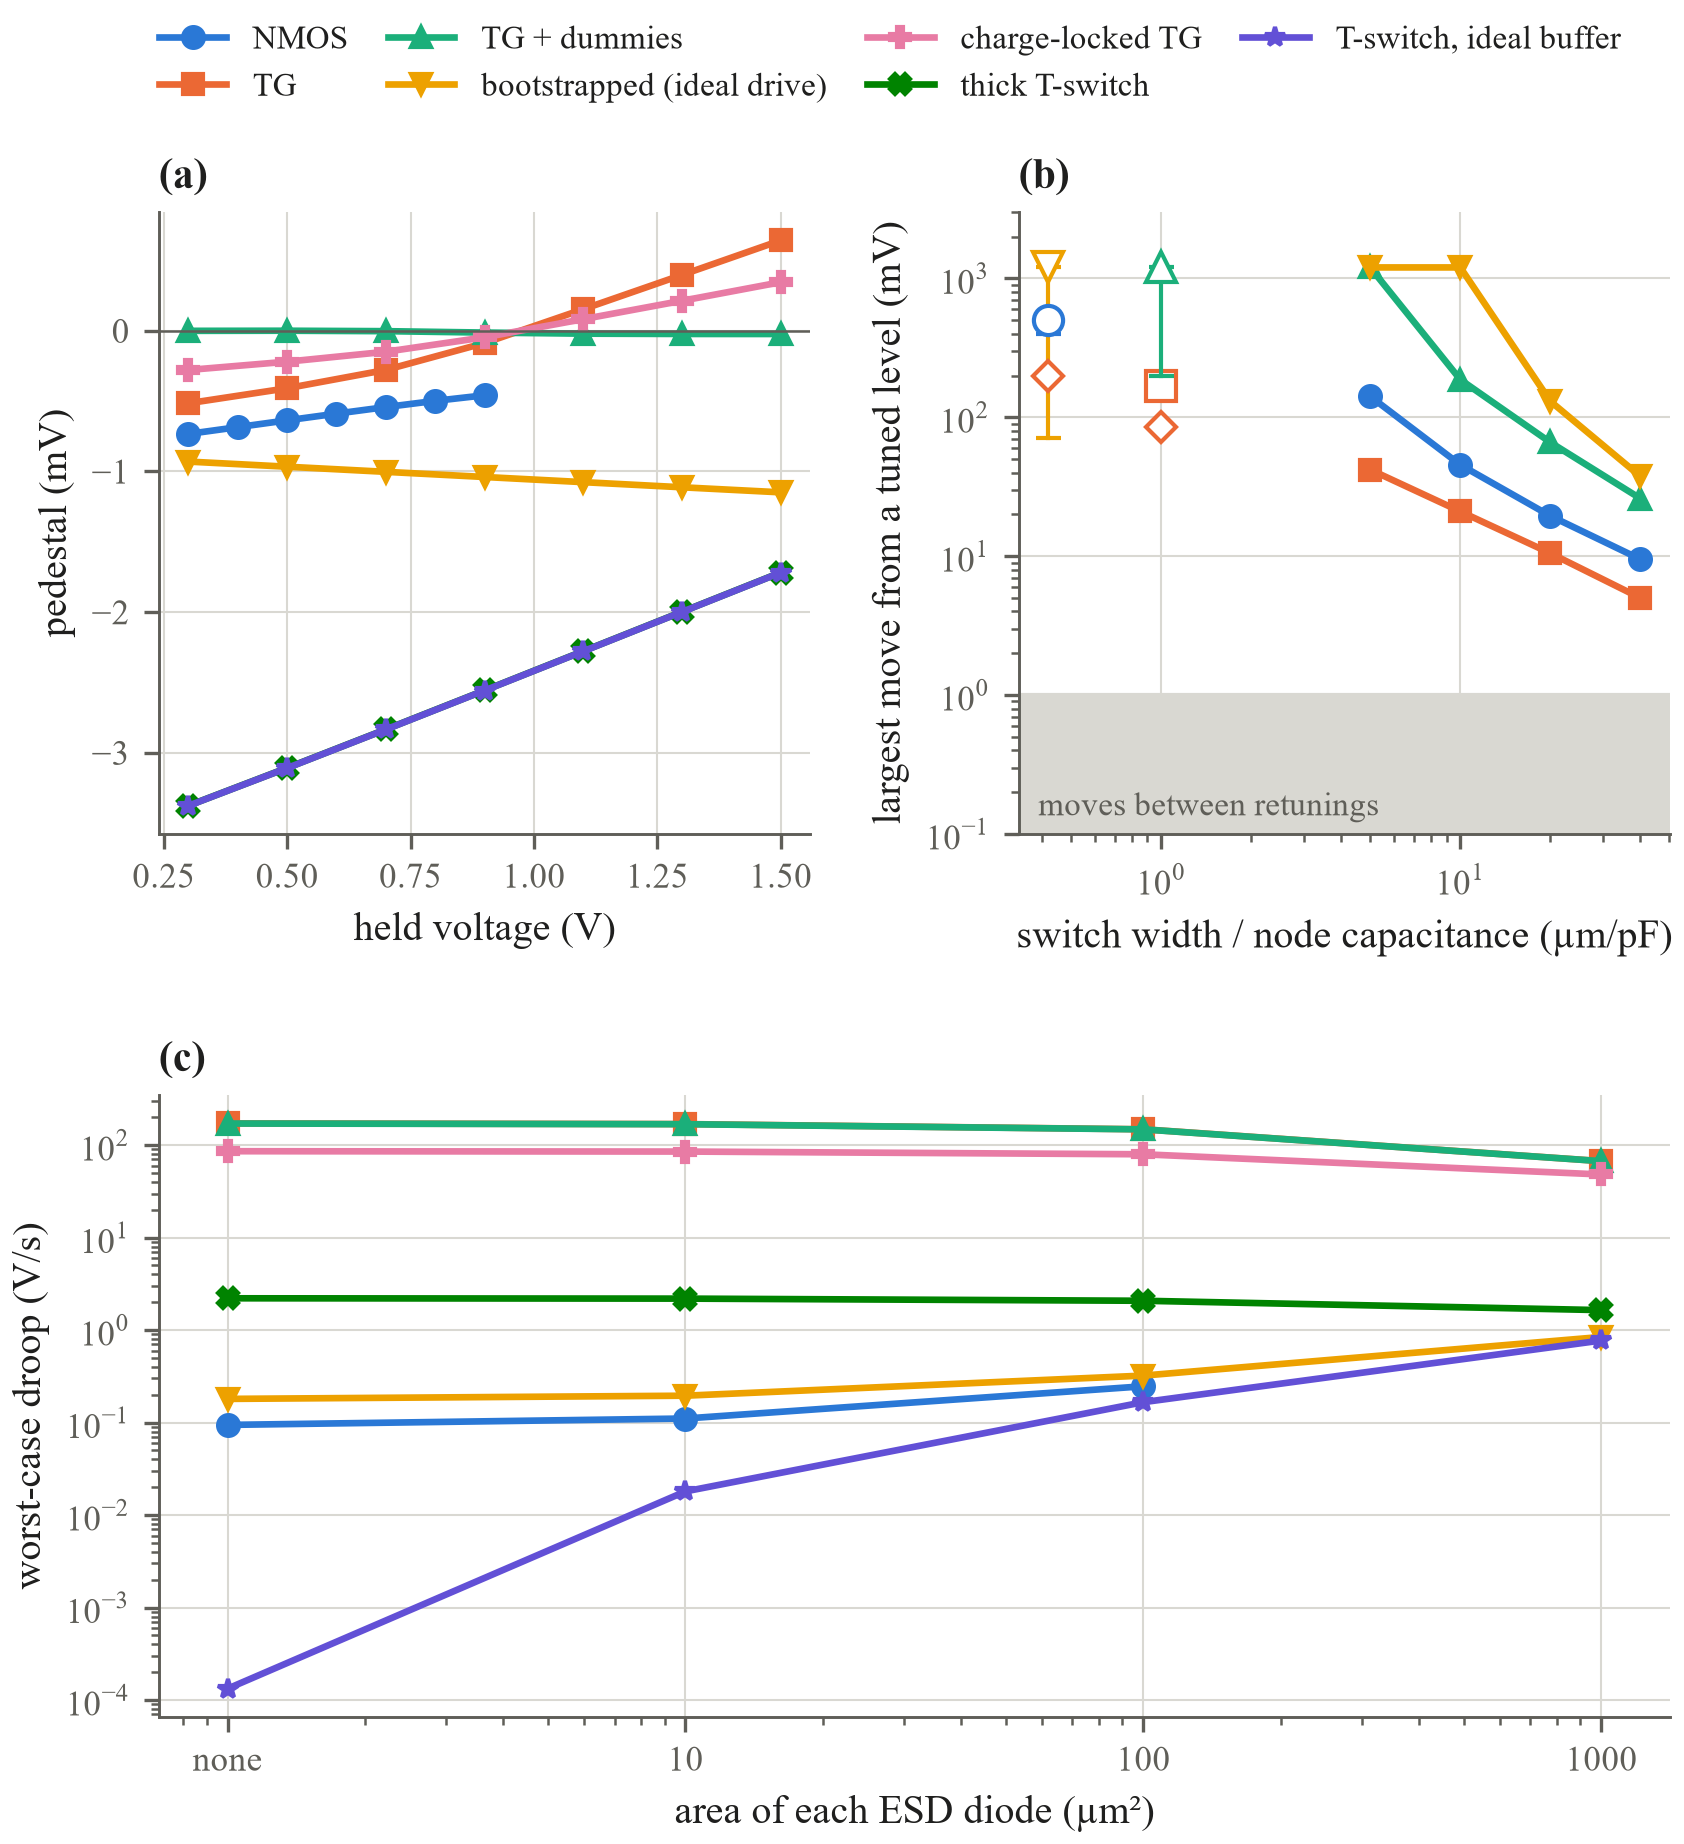 NMOS
TG
TG + dummies
bootstrapped (ideal drive)
charge-locked TG
thick T-switch
T-switch, ideal buffer
(a)
0
−1
−2
−3
pedestal (mV)
0.25 0.50 0.75 1.00 1.25 1.50
held voltage (V)
(b)
10³
10²
10¹
10⁰
10⁻¹
largest move from a tuned level (mV)
moves between retunings
10⁰ 10¹
switch width / node capacitance (µm/pF)
(c)
10²
10¹
10⁰
10⁻¹
10⁻²
10⁻³
10⁻⁴
worst-case droop (V/s)
none 10 100 1000
area of each ESD diode (µm²)